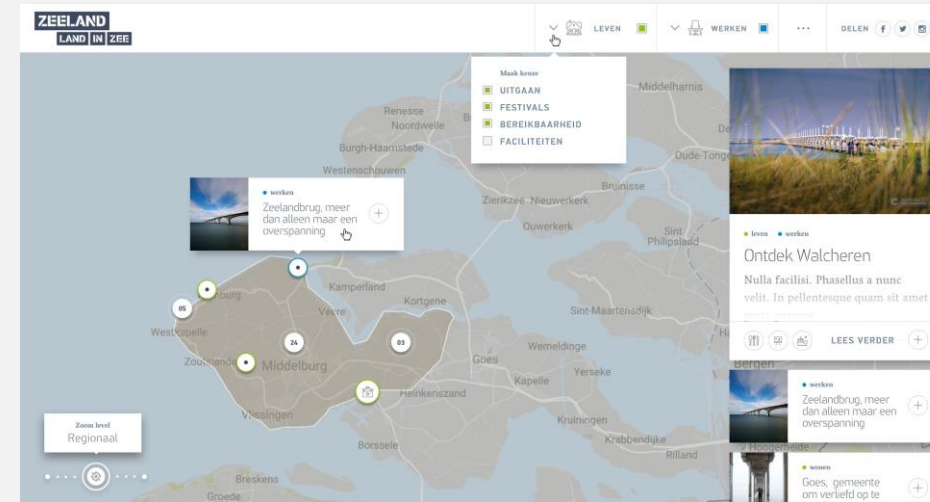 ZEELAND
LAND IN ZEE
LEVEN
WERKEN
...
DELEN
Maak keuze
UITGAAN
FESTIVALS
BEREIKBAARHEID
FACILITEITEN
Middelharnis
Renesse
Noordwelle
Burgh-Haamstede
Westenschouwen
Oude-Tonge
Bruinisse
Zierikzee
Nieuwerkerk
Ouwerkerk
Sint
Philipsland
werken
Zeelandbrug, meer
dan alleen maar een
overspanning
leven
werken
Ontdek Walcheren
Nulla facilisi. Phasellus a nunc
velit. In pellentesque quam sit amet
LEES VERDER
Kamperland
Kortgene
Veere
05
Westkapelle
24
03
Zoutelande
Middelburg
Sint-Maartensdijk
Wemeldinge
Goes
Yerseke
Kapelle
Heinkenszand
Vlissingen
Kruiningen
Krabbendijke
Rilland
Borssele
Bergen
Hoogerheide
werken
Zeelandbrug, meer
dan alleen maar een
overspanning
wonen
Goes, gemeente
om verliefd op te
Zoom level
Regionaal
Breskens
Groede